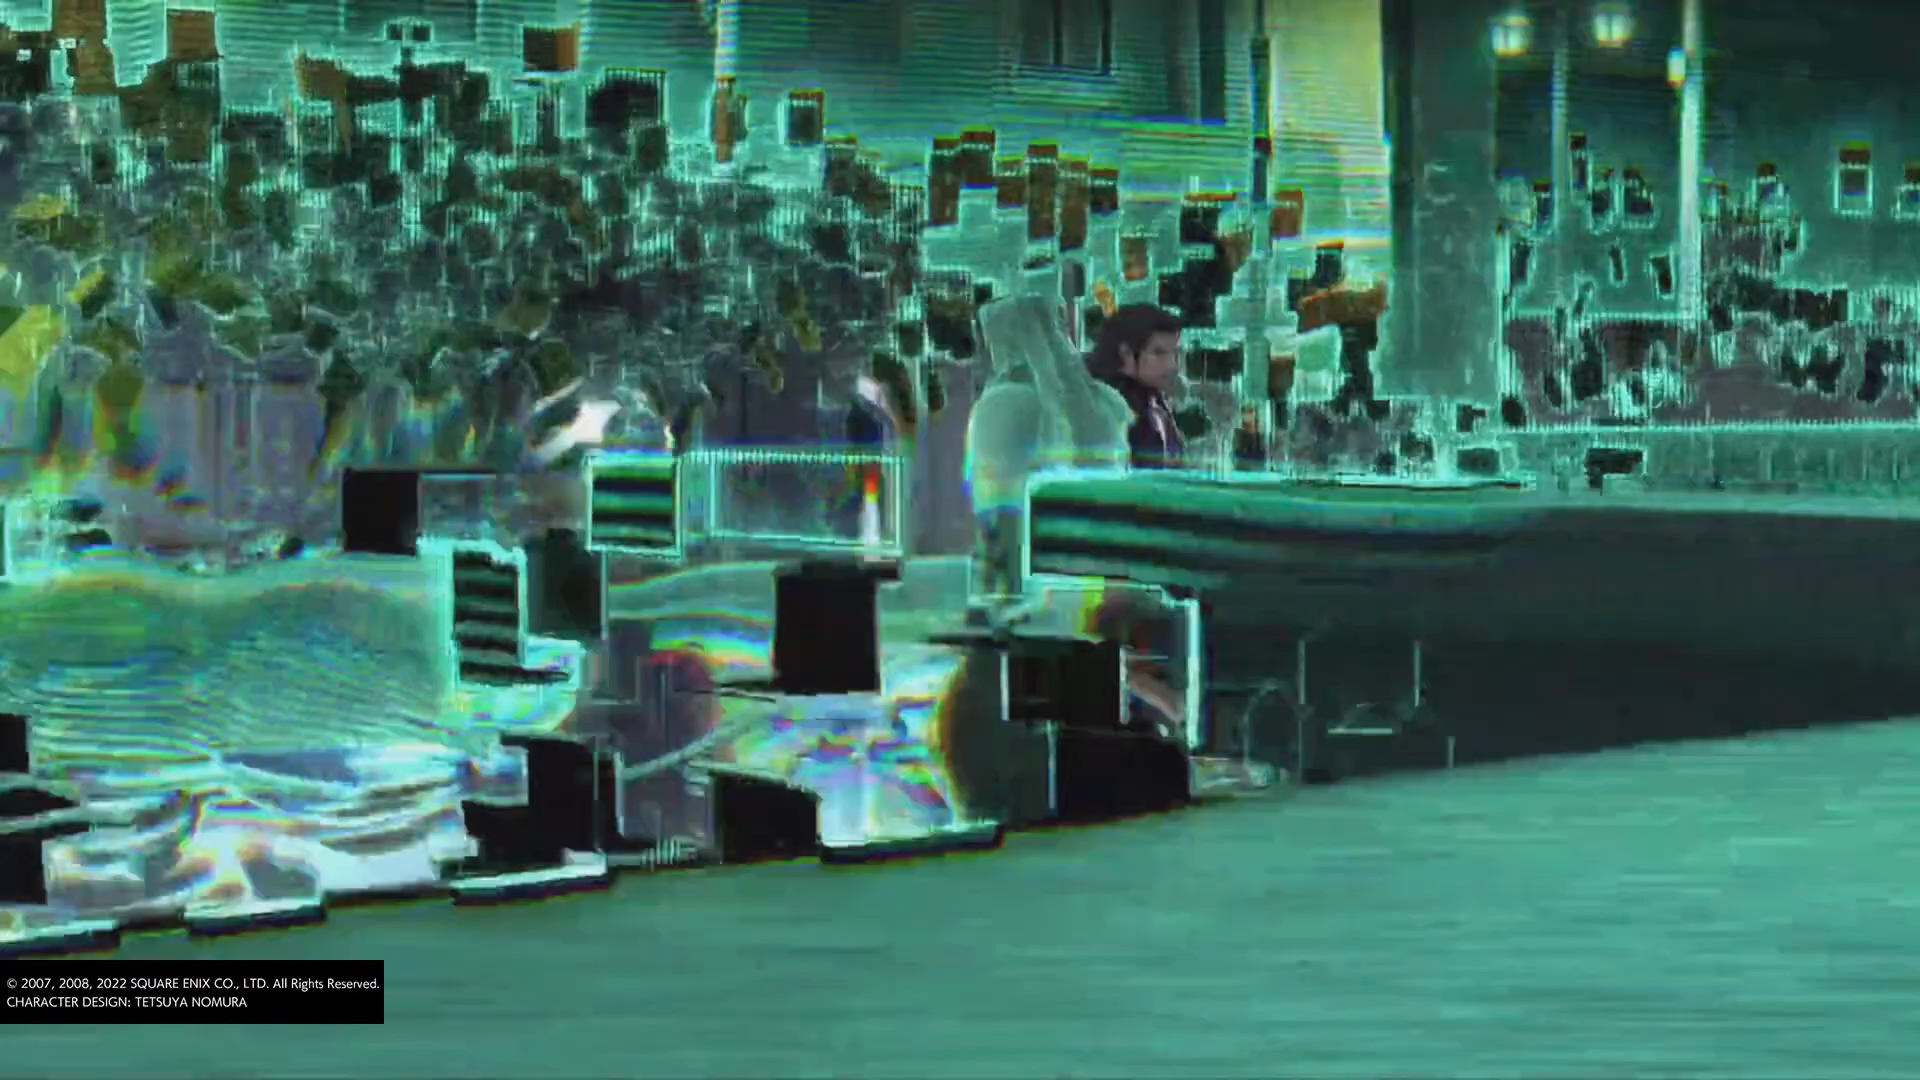 © 2007, 2008, 2022 SQUARE ENIX CO., LTD. All Rights Reserved.
CHARACTER DESIGN: TETSUYA NOMURA